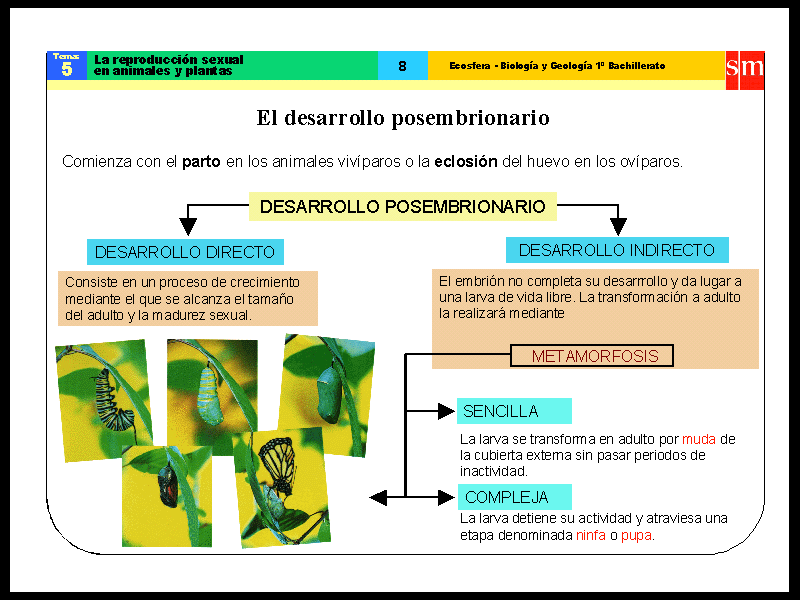 Tema:
5
La reproducción sexual
en animales y plantas
8
Ecosfera - Biología y Geología 1º Bachillerato
sm
El desarrollo posembrionario
Comienza con el parto en los animales vivíparos o la eclosión del huevo en los ovíparos.
DESARROLLO POSEMBRIONARIO
DESARROLLO DIRECTO
Consiste en un proceso de crecimiento
mediante el que se alcanza el tamaño
del adulto y la madurez sexual.
DESARROLLO INDIRECTO
El embrión no completa su desarrrollo y da lugar a
una larva de vida libre. La transformación a adulto
la realizará mediante
METAMORFOSIS
SENCILLA
La larva se transforma en adulto por muda de
la cubierta externa sin pasar periodos de
inactividad.
COMPLEJA
La larva detiene su actividad y atraviesa una
etapa denominada ninfa o pupa.